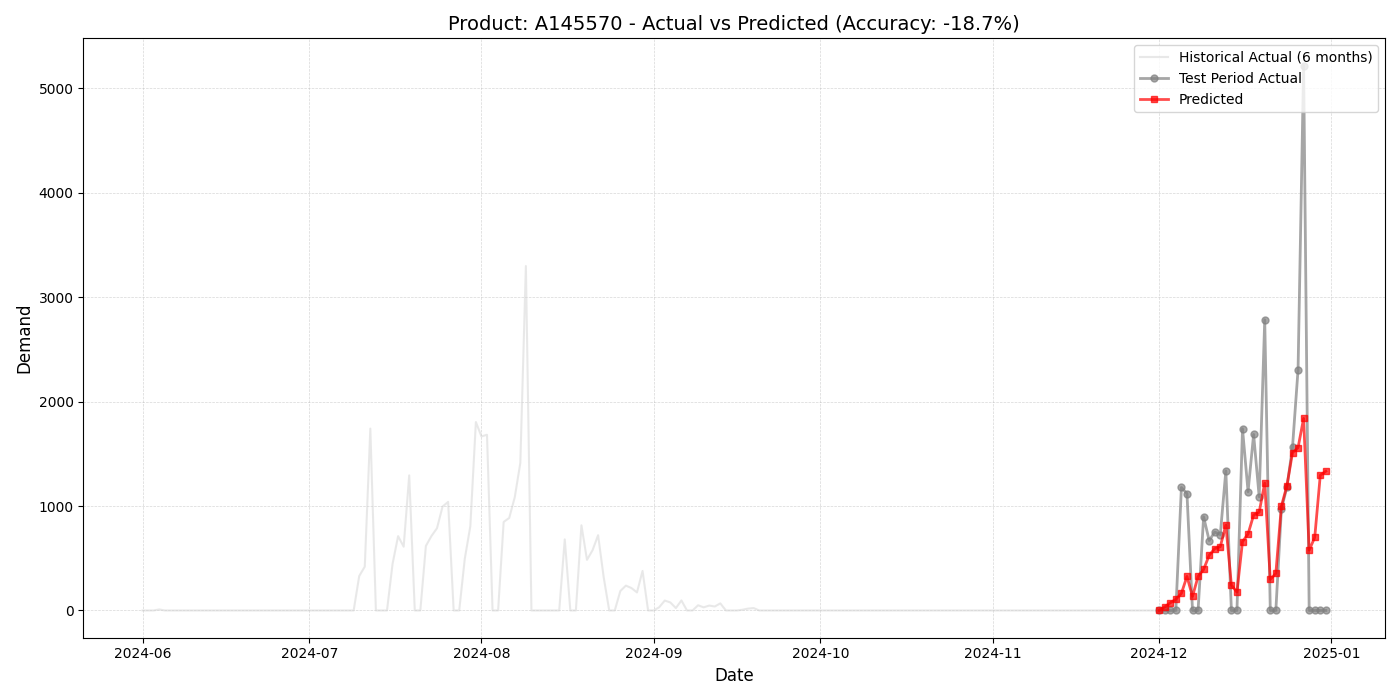 Product: A145570 - Actual vs Predicted (Accuracy: -18.7%)
Historical Actual (6 months)
Test Period Actual
Predicted
Demand
5000
4000
3000
2000
1000
0
2024-06
2024-07
2024-08
2024-09
2024-10
2024-11
2024-12
2025-01
Date